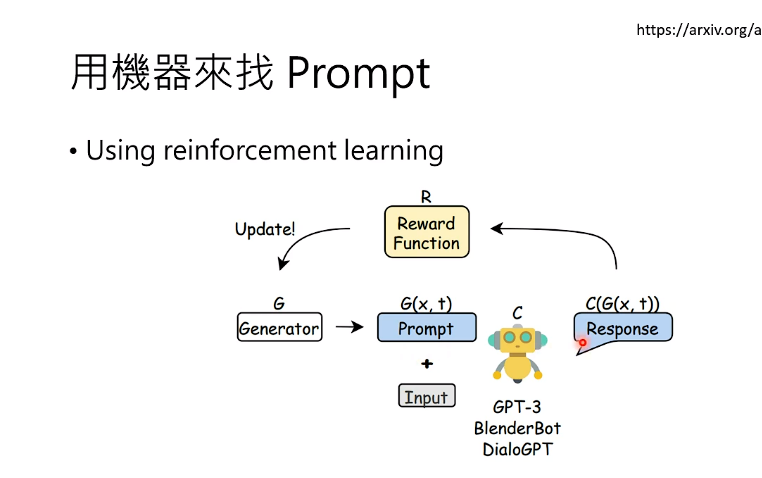 https://arxiv.org/a
用機器來找 Prompt
• Using reinforcement learning
R
Reward
Function
Update!
G
Generator
G(x, t)
Prompt
+
Input
C
GPT-3
BlenderBot
DialoGPT
C(G(x, t))
Response